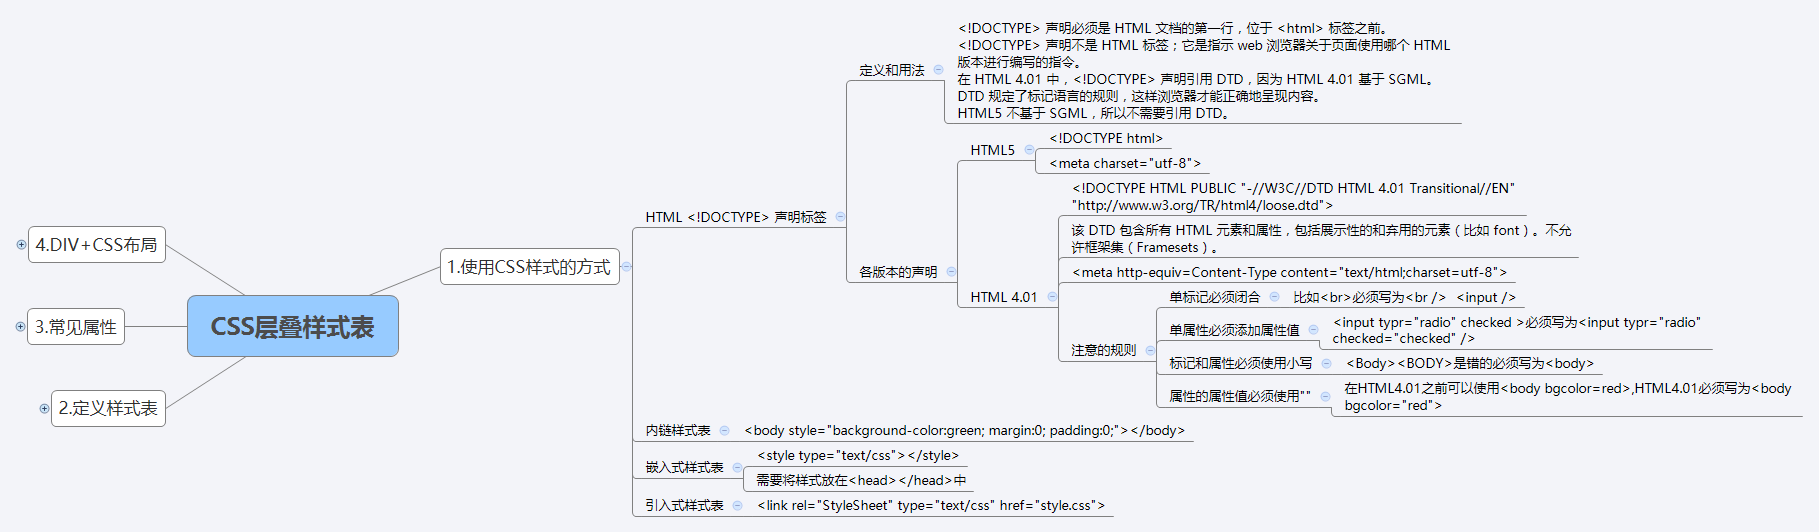 CSS层叠样式表
1.使用CSS样式的方式
HTML <!DOCTYPE> 声明标签
定义和用法
<!DOCTYPE> 声明必须是 HTML 文档的第一行，位于 <html> 标签之前。
<!DOCTYPE> 声明不是 HTML 标签；它是指示 web 浏览器关于页面使用哪个 HTML
版本进行编写的指令。
在 HTML 4.01 中，<!DOCTYPE> 声明引用 DTD，因为 HTML 4.01 基于 SGML。
DTD 规定了标记语言的规则，这样浏览器才能正确地呈现内容。
HTML5 不基于 SGML，所以不需要引用 DTD。
各版本的声明
HTML5
<!DOCTYPE html>
<meta charset="utf-8">
HTML 4.01
<!DOCTYPE HTML PUBLIC "-//W3C//DTD HTML 4.01 Transitional//EN"
"http://www.w3.org/TR/html4/loose.dtd">
该 DTD 包含所有 HTML 元素和属性，包括展示性的和弃用的元素（比如 font）。不允
许框架集（Framesets）。
<meta http-equiv=Content-Type content="text/html;charset=utf-8">
注意的规则
单标记必须闭合
比如<br>必须写为<br />  <input />
单属性必须添加属性值
<input typr="radio" checked >必须写为<input typr="radio"
checked="checked" />
标记和属性必须使用小写
<Body><BODY>是错的必须写为<body>
属性的属性值必须使用""
在HTML4.01之前可以使用<body bgcolor=red>,HTML4.01必须写为<body
bgcolor="red">
内链样式表
<body style="background-color:green; margin:0; padding:0;"></body>
嵌入式样式表
<style type="text/css"></style>
需要将样式放在<head></head>中
引入式样式表
<link rel="StyleSheet" type="text/css" href="style.css">
2.定义样式表
3.常见属性
4.DIV+CSS布局